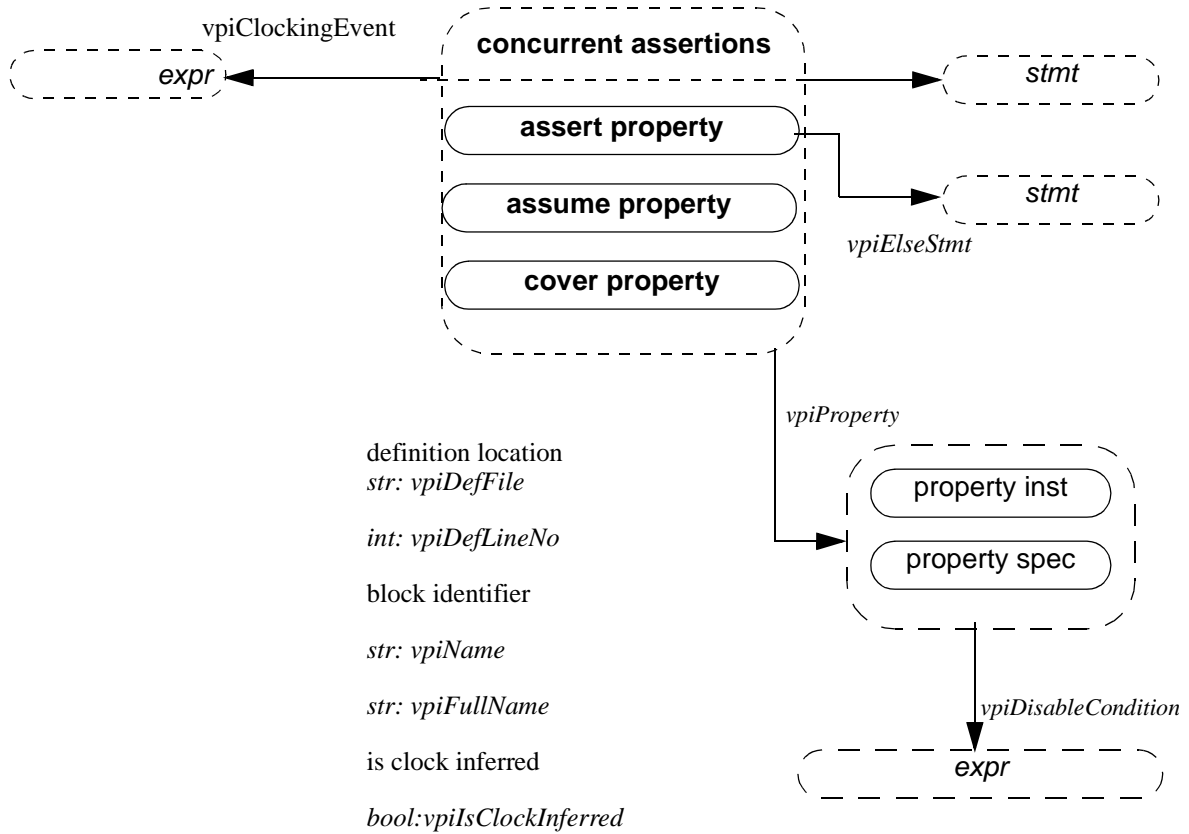 vpiClockingEvent
concurrent assertions
expr
stmt
assert property
assume property
stmt
vpiElseStmt
cover property
vpiProperty
definition location
str: vpiDefFile
int: vpiDefLineNo
block identifier
str: vpiName
str: vpiFullName
is clock inferred
bool:vpiIsClockInferred
property inst
property spec
vpiDisableCondition
expr